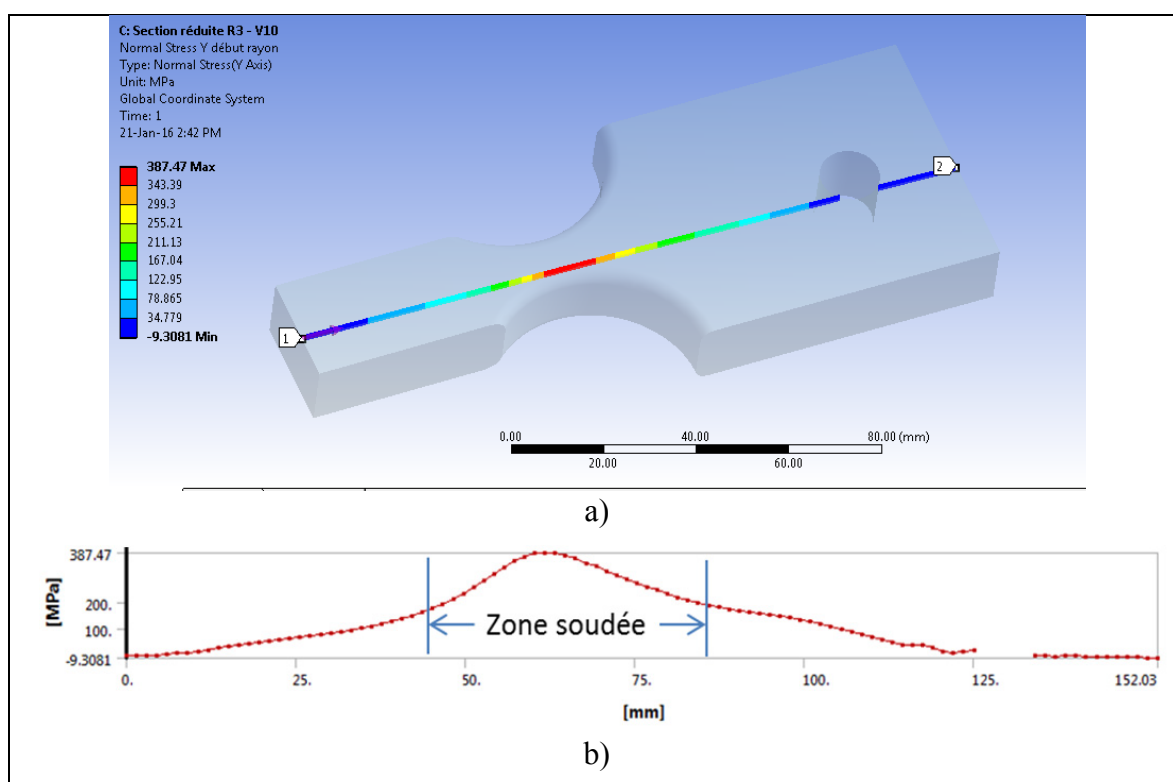 C: Section réduite R3 - V10
Normal Stress Y début rayon
Type: Normal Stress(Y Axis)
Unit: MPa
Global Coordinate System
Time: 1
21-Jan-16 2:42 PM
387.47 Max
343.39
299.3
255.21
211.13
167.04
122.95
78.865
34.779
-9.3081 Min
1
2
0.00 40.00 80.00 (mm)
20.00 60.00
a)
387.47
200.
100.
-9.3081
[MPa]
Zone soudée
0. 25. 50. 75. 100. 125. 152.03
[mm]
b)